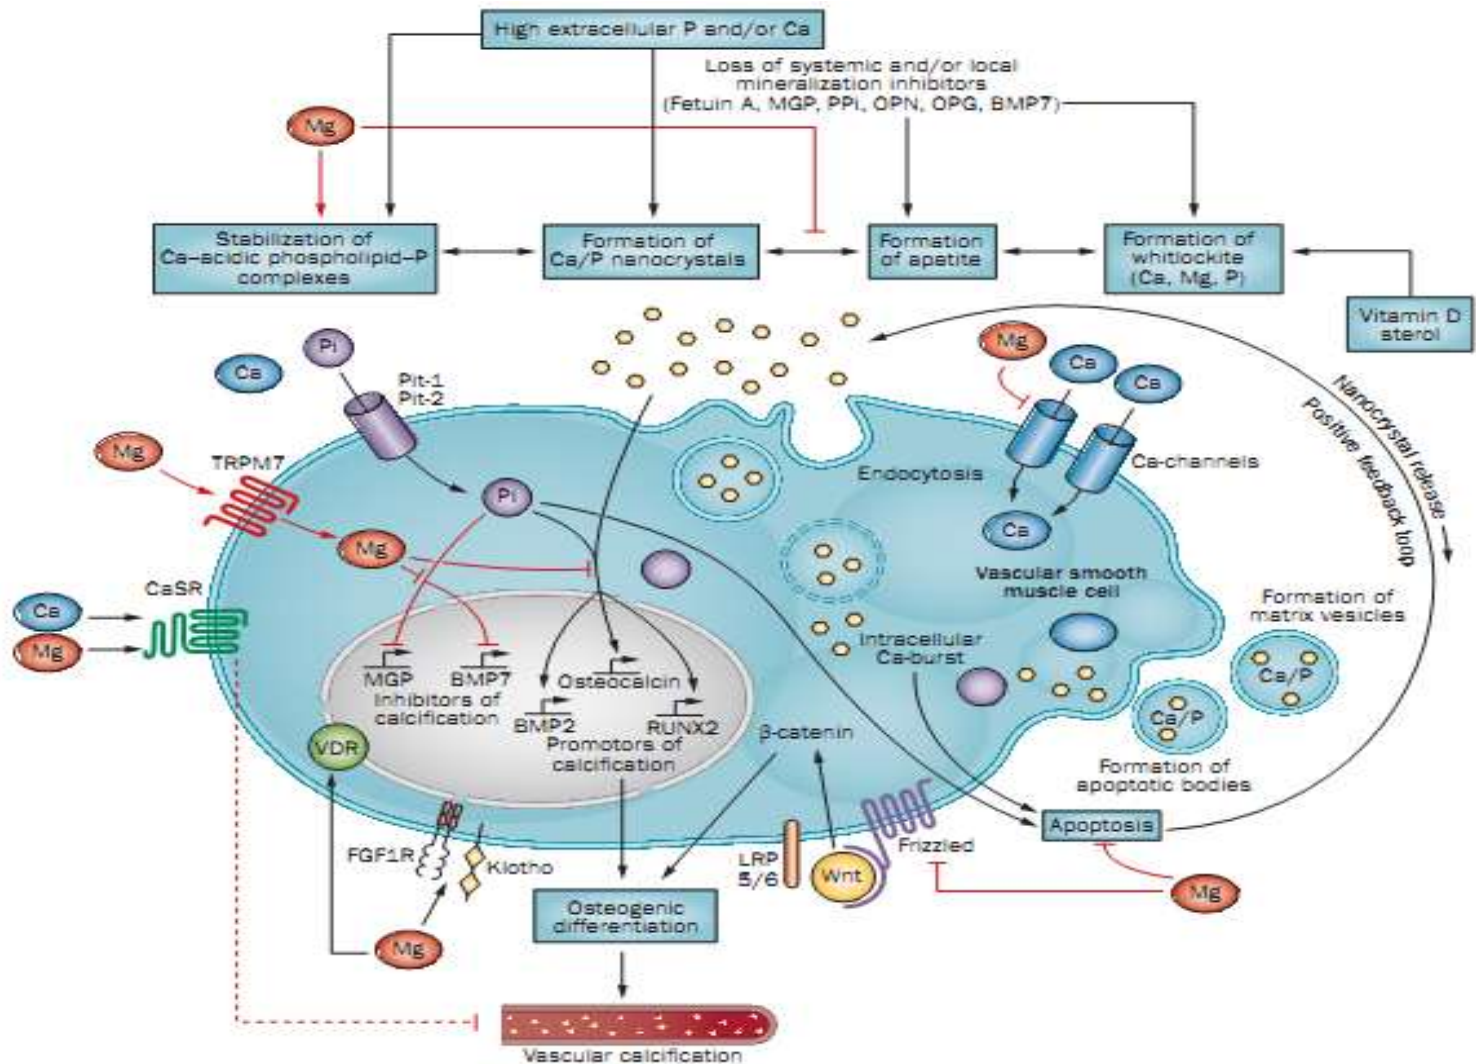 High extracellular P and/or Ca
Loss of systemic and/or local
mineralization inhibitors
(Fetuin A, MGP, PPi, OPN, OPG, BMP7)
Mg
Stabilization of
Ca–acidic phospholipid–P
complexes
Formation of
Ca/P nanocrystals
Formation
of apatite
Formation of
whitlockite
(Ca, Mg, P)
Vitamin D
sterol
Pi
Ca
Pit-1
Pit-2
Mg
Ca
Ca
Ca-channels
Nanocrystal release
Positive feedback loop
Mg
TRPM7
Pi
Endocytosis
Ca
Mg
Vascular smooth
muscle cell
CaSR
Ca
Mg
Formation of
matrix vesicles
Ca/P
Intracellular
Ca-burst
MGP
BMP7
Inhibitors of
calcification
Osteocalcin
BMP2
RUNX2
Promotors of
calcification
β-catenin
Ca/P
Formation of
apoptotic bodies
VDR
FGF1R
Klotho
LRP
5/6
Wnt
Frizzled
Apoptosis
Mg
Mg
Osteogenic
differentiation
Vascular calcification